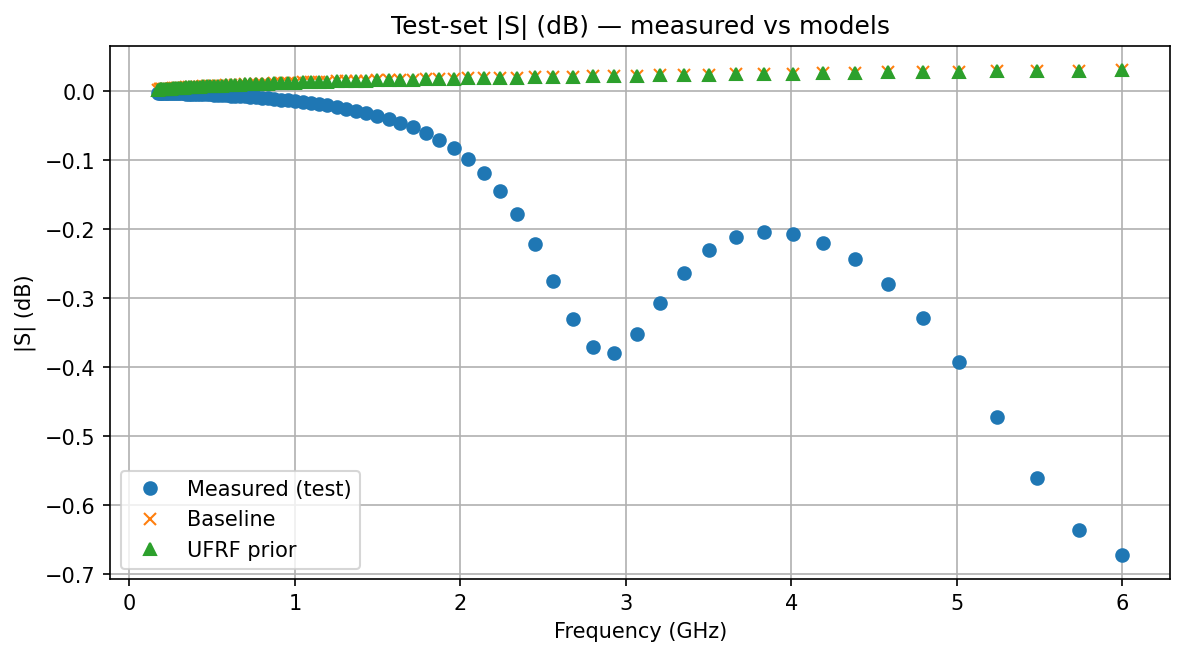 Test-set |S| (dB) — measured vs models
|S| (dB)
0.0
−0.1
−0.2
−0.3
−0.4
−0.5
−0.6
−0.7
Measured (test)
Baseline
UFRF prior
0 1 2 3 4 5 6
Frequency (GHz)